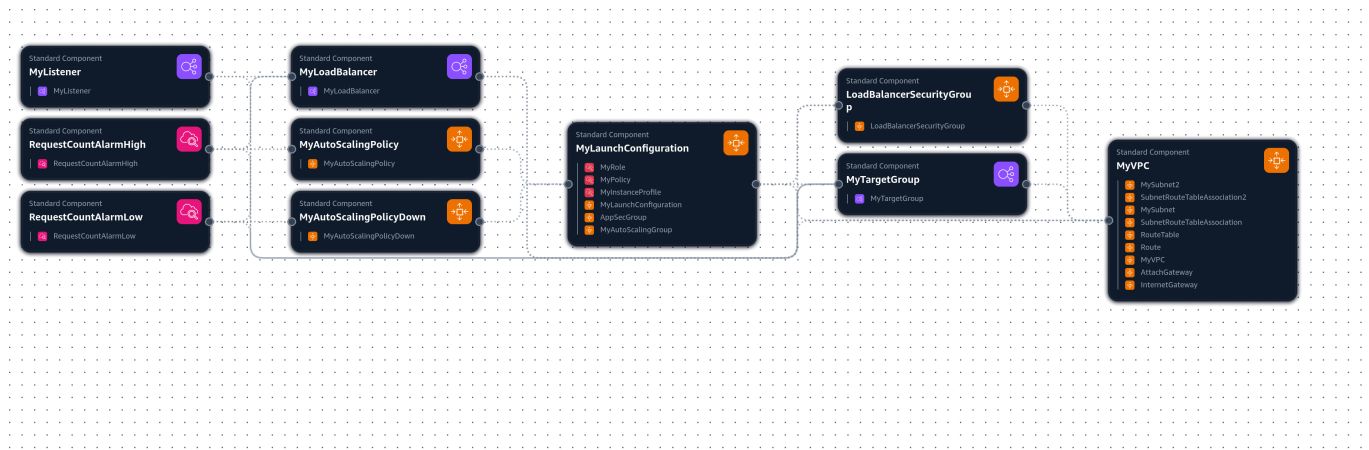 Standard Component
MyListener
MyListener
Standard Component
RequestCountAlarmHigh
RequestCountAlarmHigh
Standard Component
RequestCountAlarmLow
RequestCountAlarmLow
Standard Component
MyLoadBalancer
MyLoadBalancer
Standard Component
MyAutoScalingPolicy
MyAutoScalingPolicy
Standard Component
MyAutoScalingPolicyDown
MyAutoScalingPolicyDown
Standard Component
MyLaunchConfiguration
MyRole
MyPolicy
MyInstanceProfile
MyLaunchConfiguration
AppSecGroup
MyAutoScalingGroup
Standard Component
LoadBalancerSecurityGrou
p
LoadBalancerSecurityGroup
Standard Component
MyTargetGroup
MyTargetGroup
Standard Component
MyVPC
MySubnet2
SubnetRouteTableAssociation2
MySubnet
SubnetRouteTableAssociation
RouteTable
Route
MyVPC
AttachGateway
InternetGateway